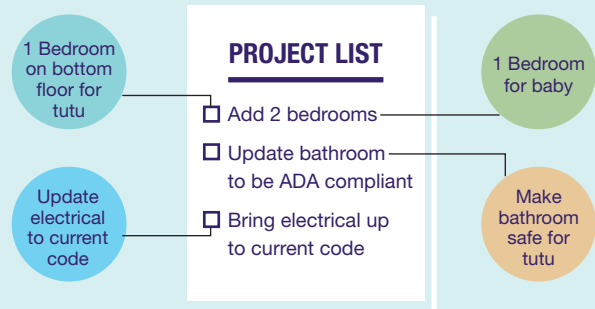 1 Bedroom
on bottom
floor for
tutu
Update
electrical
to current
code
PROJECT LIST
Add 2 bedrooms
Update bathroom
to be ADA compliant
Bring electrical up
to current code
1 Bedroom
for baby
Make
bathroom
safe for
tutu